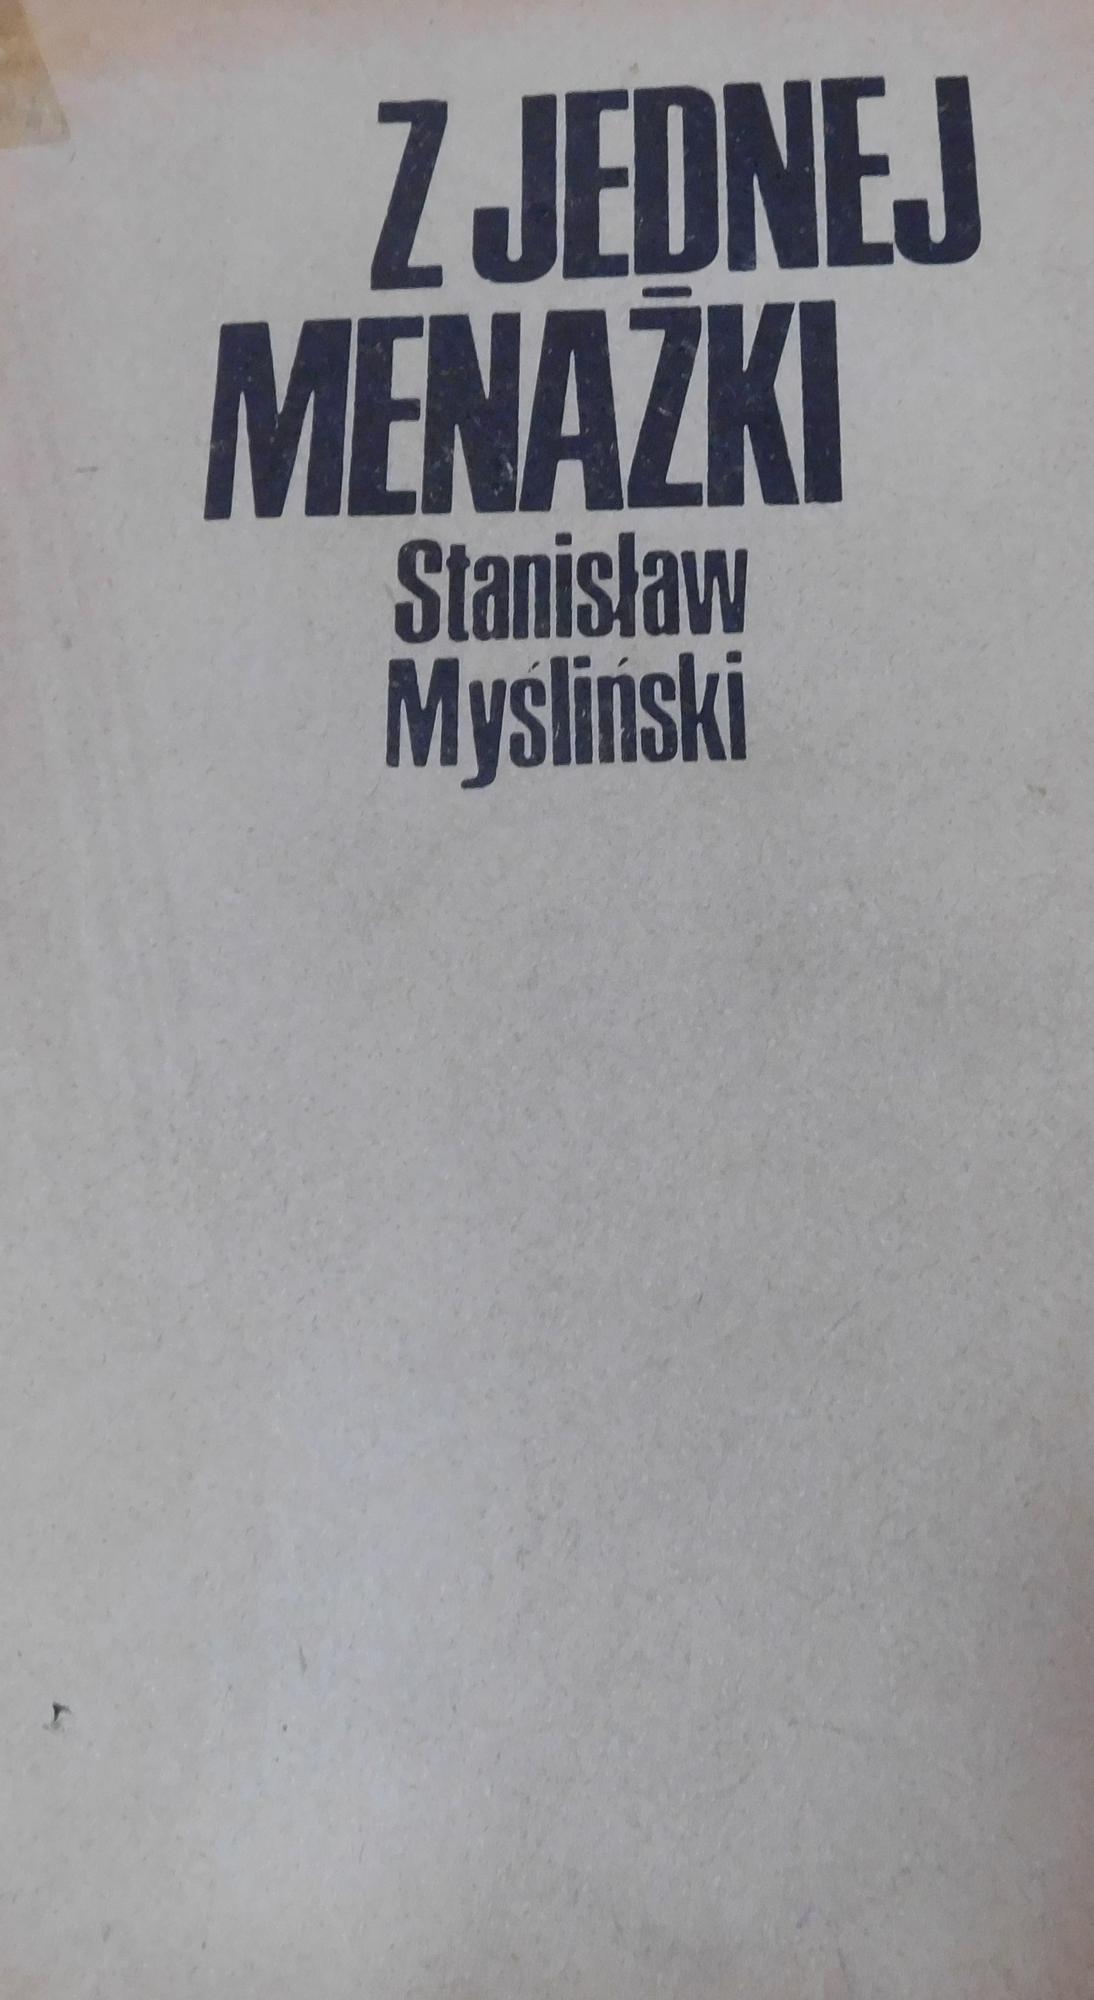 Z JEDNEJ
MENAŻKI
Stanisław
Myśliński